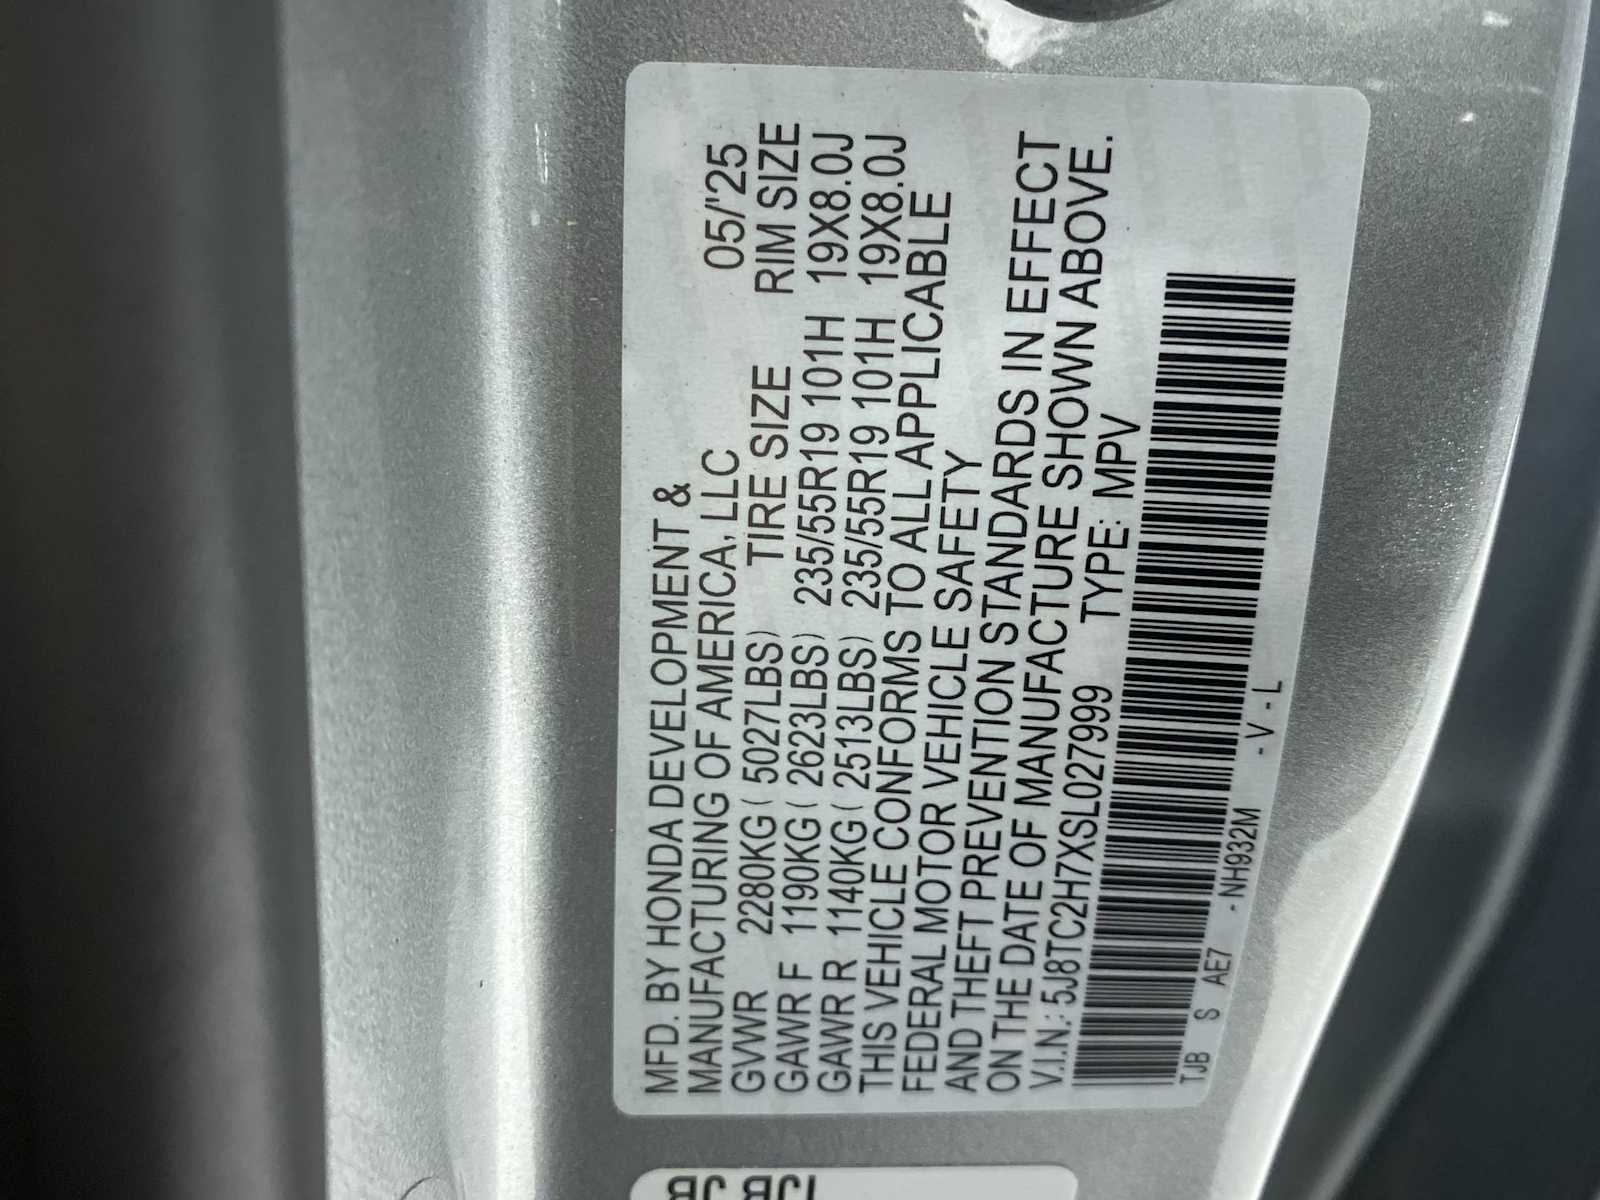 MFD. BY HONDA DEVELOPMENT &
MANUFACTURING OF AMERICA, LLC 05/'25
GVWR 2280KG ( 5027LBS) TIRE SIZE RIM SIZE
GAWR F 1190KG ( 2623LBS) 235/55R19 101H 19X8.0J
GAWR R 1140KG ( 2513LBS) 235/55R19 101H 19X8.0J
THIS VEHICLE CONFORMS TO ALL APPLICABLE
FEDERAL MOTOR VEHICLE SAFETY
AND THEFT PREVENTION STANDARDS IN EFFECT
ON THE DATE OF MANUFACTURE SHOWN ABOVE.
V.I.N.: 5J8TC2H7XSL027999 TYPE: MPV
TJB S AE7 - NH932M - V - L